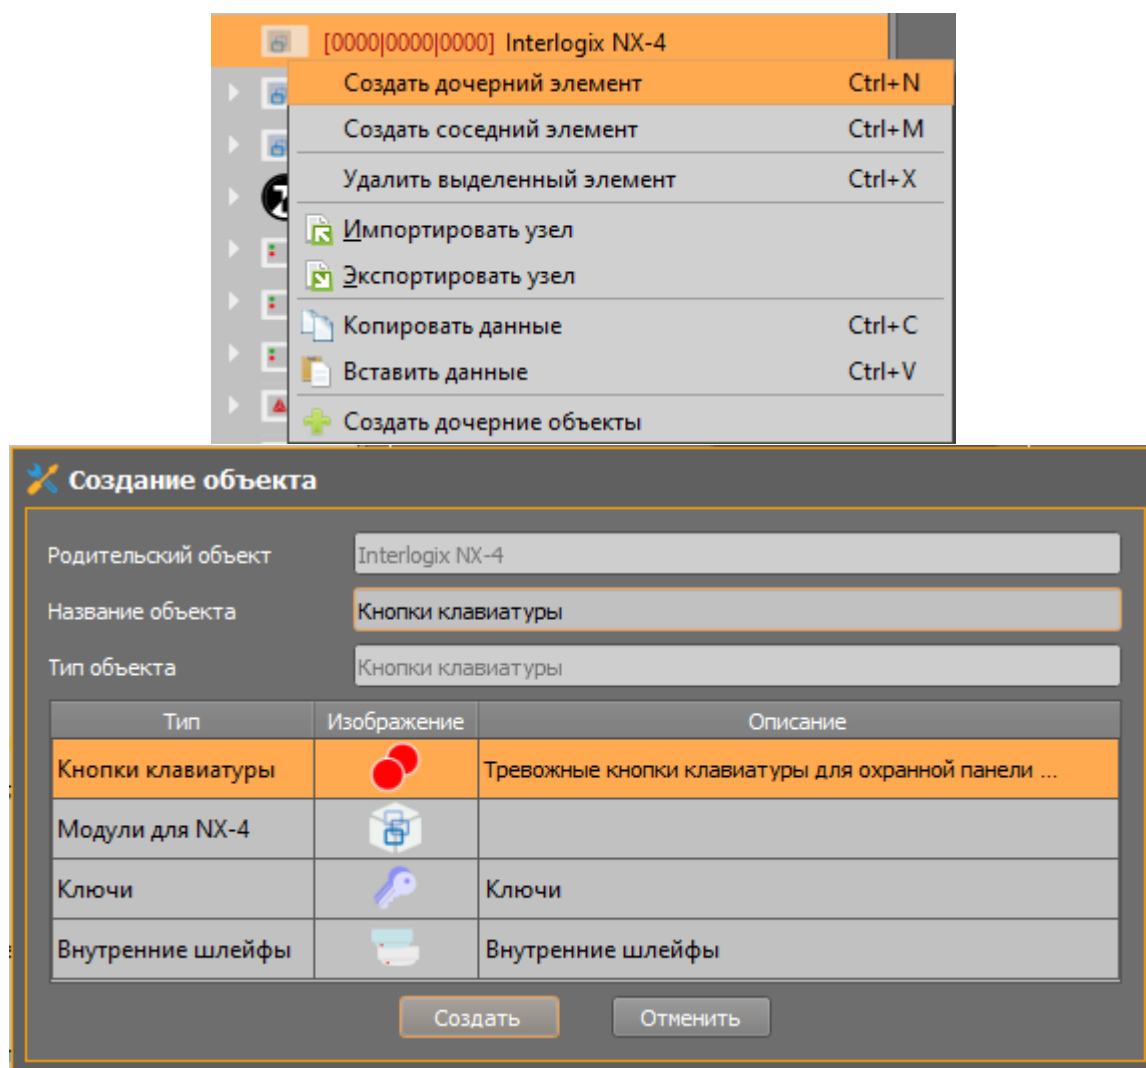 [0000|0000|0000] Interlogix NX-4
Создать дочерний элемент Ctrl+N
Создать соседний элемент Ctrl+M
Удалить выделенный элемент Ctrl+X
Импортировать узел
Экспортировать узел
Копировать данные Ctrl+C
Вставить данные Ctrl+V
Создать дочерние объекты
Создание объекта
Родительский объект Interlogix NX-4
Название объекта Кнопки клавиатуры
Тип объекта Кнопки клавиатуры
Тип Изображение Описание
Кнопки клавиатуры Тревожные кнопки клавиатуры для охранной панели ...
Модули для NX-4
Ключи Ключи
Внутренние шлейфы Внутренние шлейфы
Создать Отменить